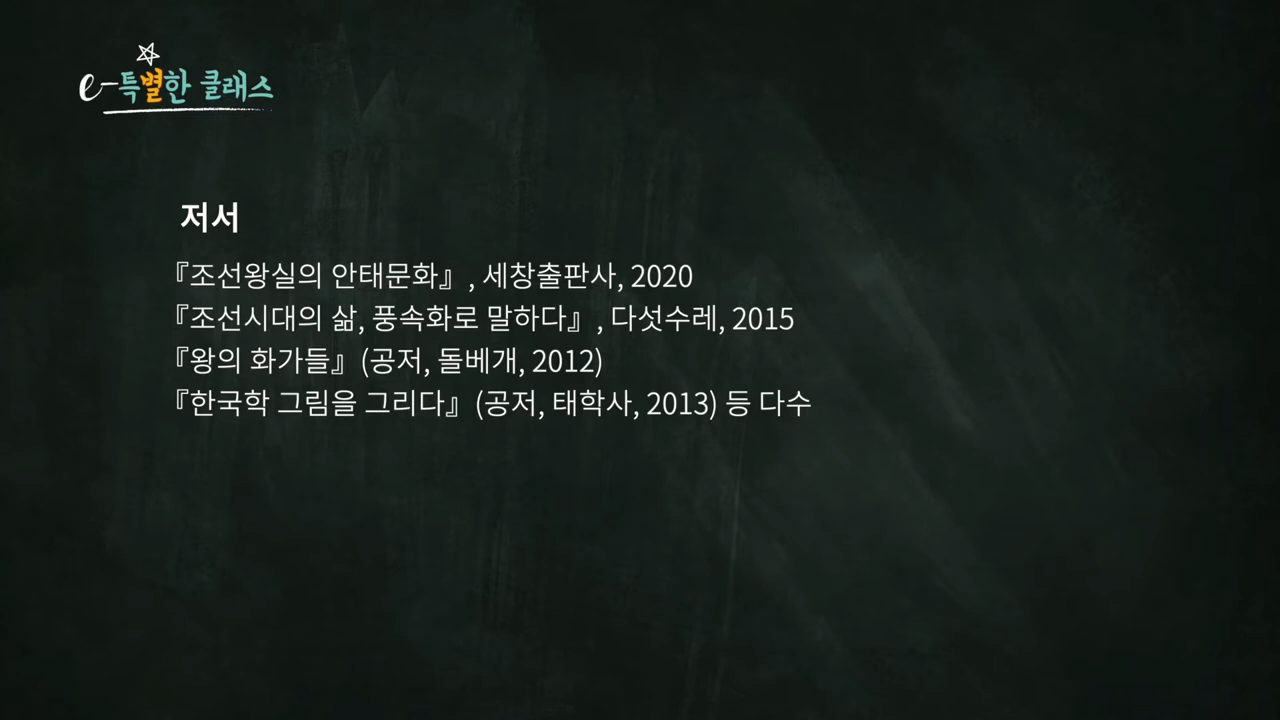 e-특별한 클래스
저서
『조선왕실의 안태문화』, 세창출판사, 2020
『조선시대의 삶, 풍속화로 말하다』, 다섯수레, 2015
『왕의 화가들』(공저, 돌베개, 2012)
『한국학 그림을 그리다』(공저, 태학사, 2013) 등 다수